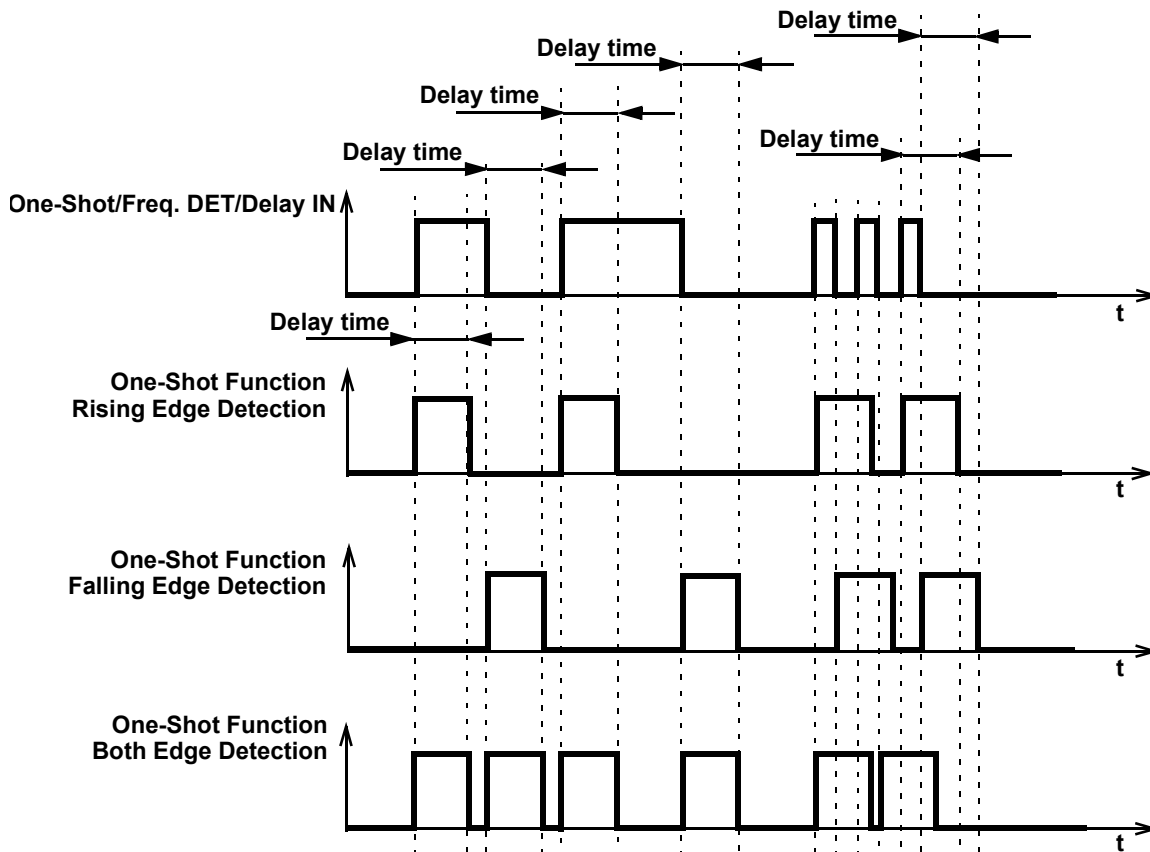 Delay time
Delay time
Delay time
Delay time
Delay time
One-Shot/Freq. DET/Delay IN
t
Delay time
One-Shot Function
Rising Edge Detection
t
One-Shot Function
Falling Edge Detection
t
One-Shot Function
Both Edge Detection
t